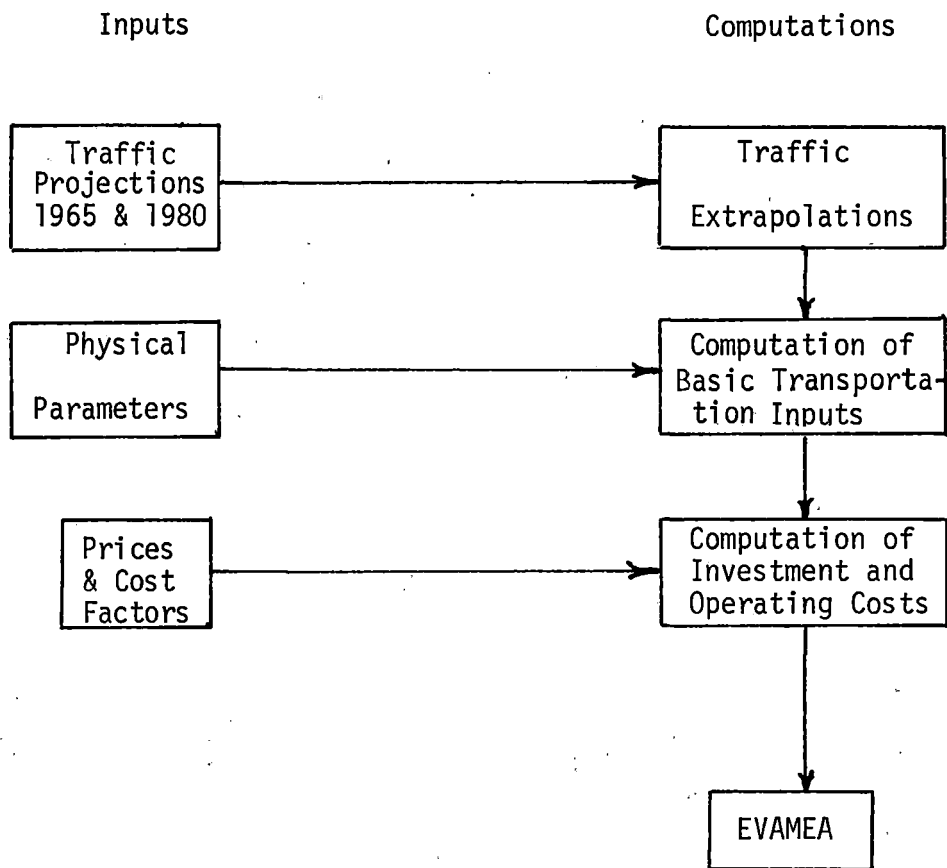 Inputs
Computations
Traffic
Projections
1965 & 1980
Traffic
Extrapolations
Physical
Parameters
Computation of
Basic Transporta-
tion Inputs
Prices
& Cost
Factors
Computation of
Investment and
Operating Costs
EVAMEA